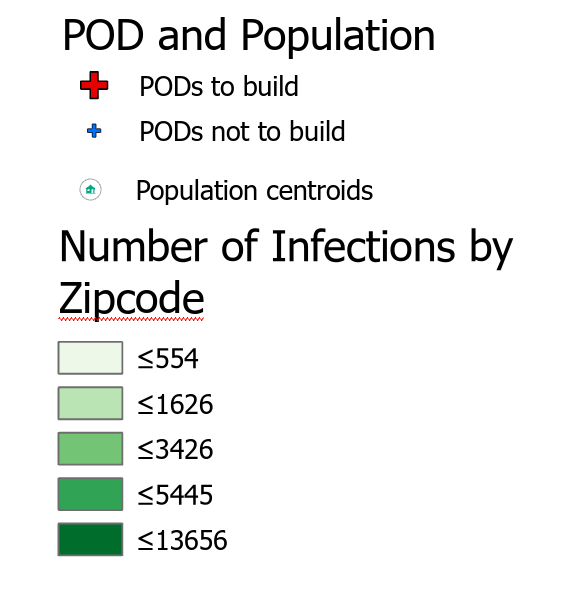 POD and Population
PODs to build
PODs not to build
Population centroids
Number of Infections by
Zipcode
≤554
≤1626
≤3426
≤5445
≤13656